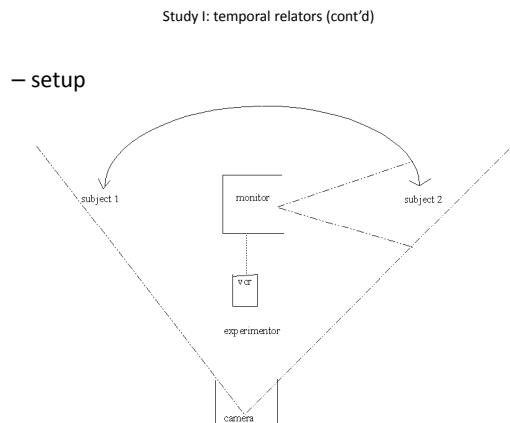 Study I: temporal relators (cont'd)
– setup
subject 1
monitor
subject 2
vcr
experimentor
camera